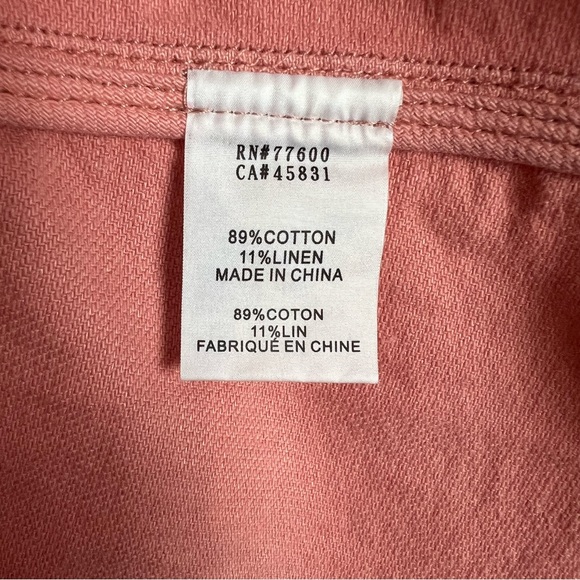 RN#77600
CA#45831
89%COTTON
11%LINEN
MADE IN CHINA
89%COTON
11%LIN
FABRIQUÉ EN CHINE